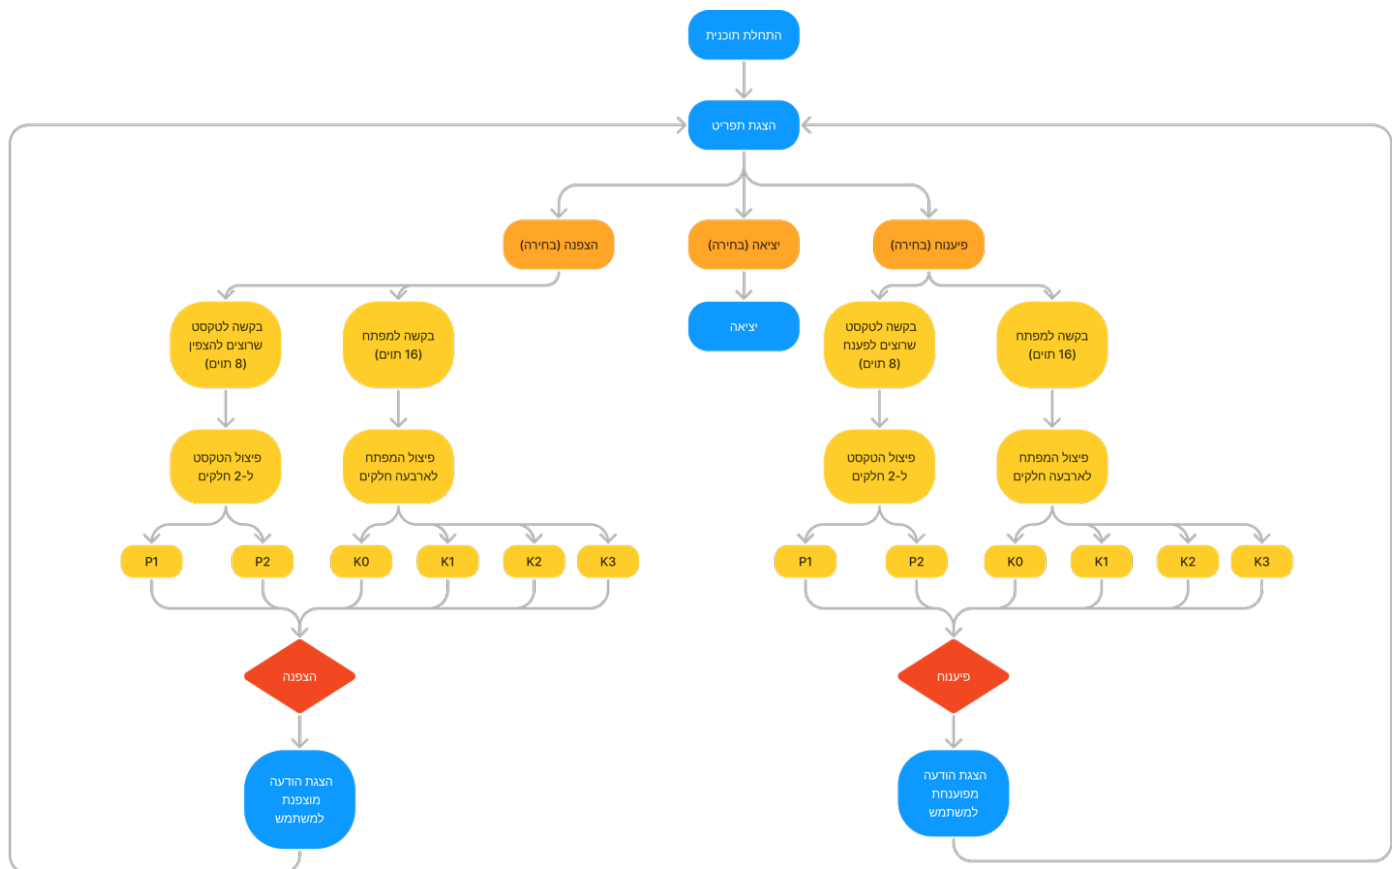 התחלת תוכנית
הצגת תפריט
הצפנה (בחירה)
יציאה (בחירה)
פיענוח (בחירה)
בקשה לטקסט
שרוצים להצפין
(8 תוים)
בקשה למפתח
(16 תוים)
יציאה
בקשה לטקסט
שרוצים לפענח
(8 תוים)
בקשה למפתח
(16 תוים)
פיצול הטקסט
ל-2 חלקים
פיצול המפתח
לארבעה חלקים
פיצול הטקסט
ל-2 חלקים
פיצול המפתח
לארבעה חלקים
P1
P2
K0
K1
K2
K3
P1
P2
K0
K1
K2
K3
הצפנה
פיענוח
הצגת הודעה
מוצפנת
למשתמש
הצגת הודעה
מפוענחת
למשתמש